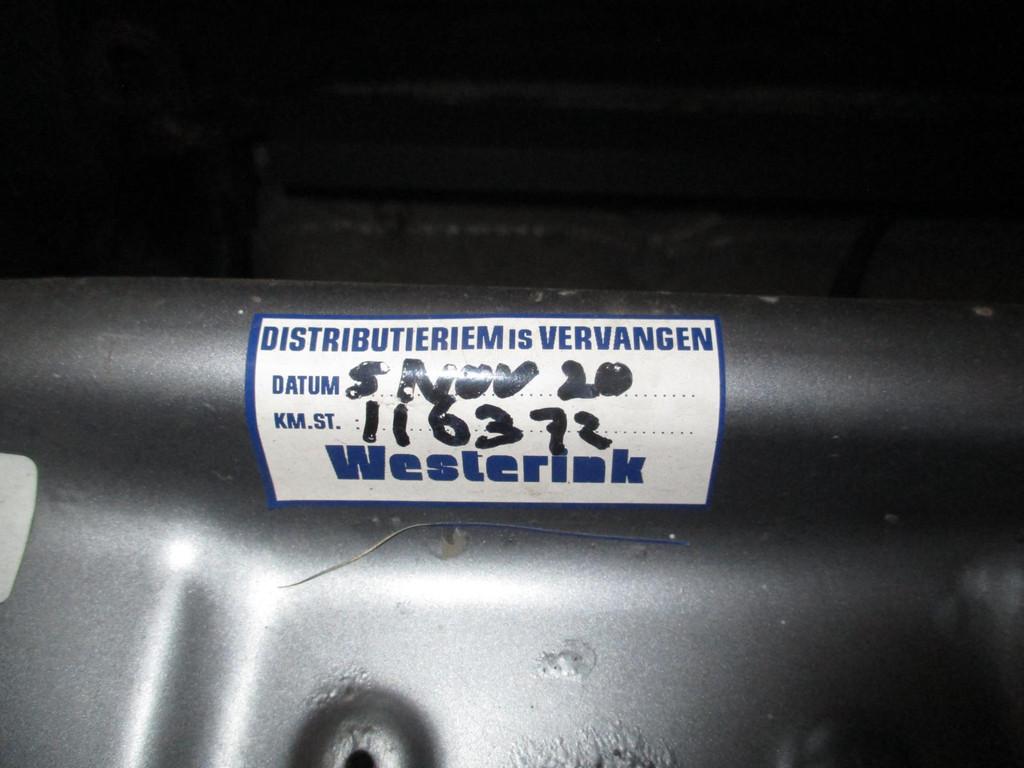 DISTRIBUTIERIEM IS VERVANGEN
DATUM 5 NOV 20
KM.ST. : 116372
Westerink